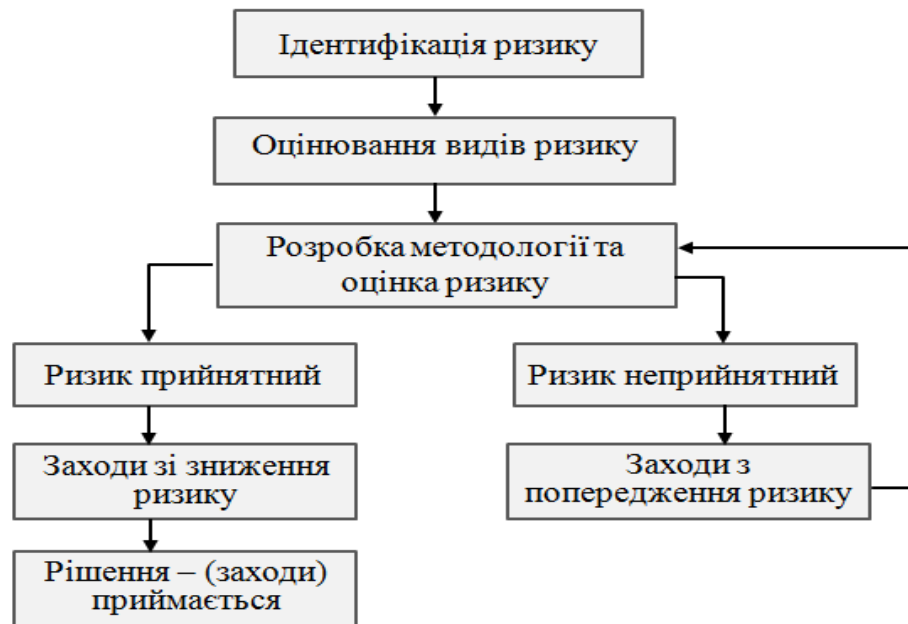 Ідентифікація ризику
Оцінювання видів ризику
Розробка методології та
оцінка ризику
Ризик прийнятний
Ризик неприйнятний
Заходи зі зниження
ризику
Заходи з
попередження ризику
Рішення – (заходи)
приймається